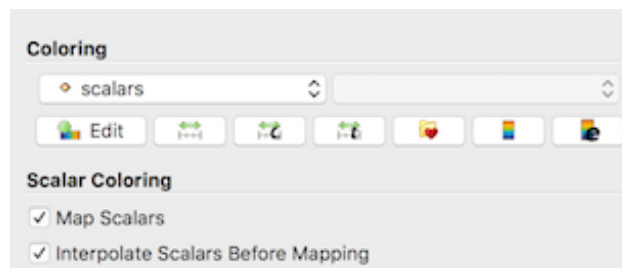 Coloring
scalars
Edit
Scalar Coloring
Map Scalars
Interpolate Scalars Before Mapping